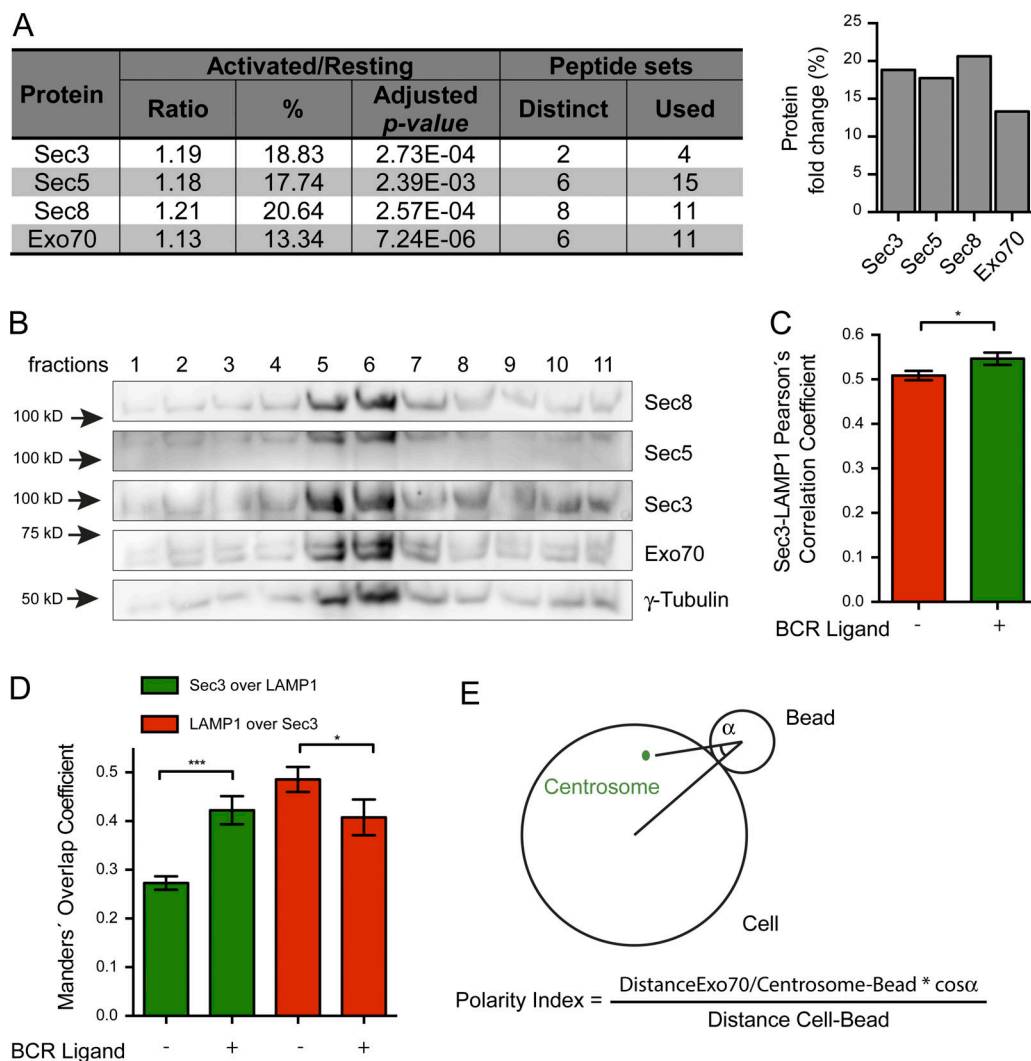 A
Protein Activated/Resting Peptide sets
Ratio % Adjusted p-value Distinct Used
Sec3 1.19 18.83 2.73E-04 2 4
Sec5 1.18 17.74 2.39E-03 6 15
Sec8 1.21 20.64 2.57E-04 8 11
Exo70 1.13 13.34 7.24E-06 6 11
Protein
fold change (%)
25
20
15
10
5
0
Sec3 Sec5 Sec8 Exo70
B
fractions 1 2 3 4 5 6 7 8 9 10 11
100 kD Sec8
100 kD Sec5
100 kD Sec3
75 kD Exo70
50 kD γ-Tubulin
C
Sec3-LAMP1 Pearson´s
Correlation Coefficient
*
0.6
0.5
0.4
0.3
0.2
0.1
0.0
BCR Ligand - +
D
Sec3 over LAMP1
LAMP1 over Sec3
Manders´ Overlap Coefficient
*** *
0.5
0.4
0.3
0.2
0.1
0.0
BCR Ligand - + - +
E
Bead
α
Centrosome
Cell
Polarity Index = DistanceExo70/Centrosome-Bead * cosα
Distance Cell-Bead